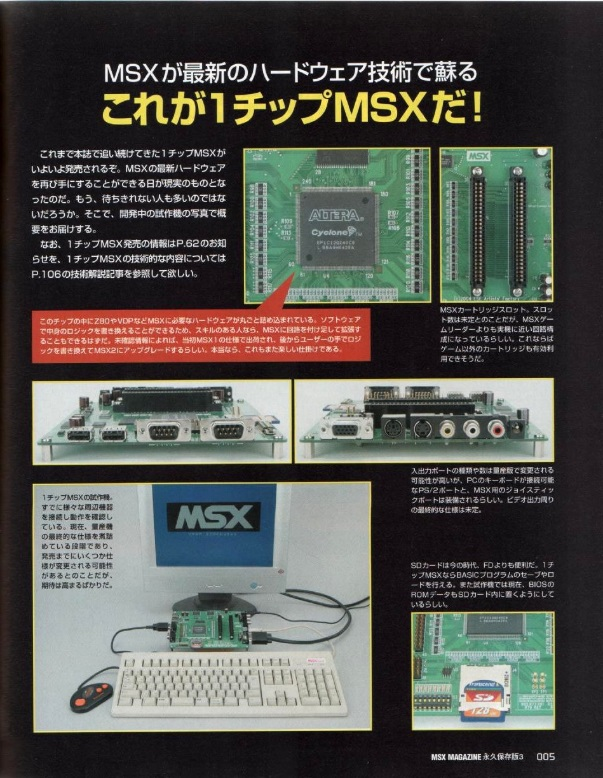 MSXが最新のハードウェア技術で蘇る
これが1チップMSXだ!
これまで本誌で追い続けてきた1チップMSXが
いよいよ発売されるぞ。MSXの最新ハードウェア
を再び手にすることができる日が現実のものとな
ったのだ。もう、待ちきれない人も多いのではな
いだろうか。そこで、開発中の試作機の写真で概
要をお届けする。
なお、1チップMSX発売の情報はP.62のお知
らせを、1チップMSXの技術的な内容については
P.106の技術解説記事を参照して欲しい。
ALTERA
Cyclone
EP1C12Q240C8
MSX
このチップの中にZ80やVDPなどMSXに必要なハードウェアが丸ごと詰め込まれている。ソフトウェア
で中身のロジックを書き換えることができるため、スキルのある人なら、MSXに回路を付け足して拡張
することもできるはずだ。未確認情報によれば、当初MSX1の仕様で出荷され、後からユーザーの手でロジ
ックを書き換えてMSX2にアップグレードするらしい。本当なら、これもまた楽しい仕掛けである。
MSXカートリッジスロット。スロッ
ト数は未定とのことだが、MSXゲー
ムリーダーよりも実機に近い回路構
成になっているらしい。これならば
ゲーム以外のカートリッジも有効利
用できそうだ。
入出力ポートの種類や数は量産版で変更される
可能性が高いが、PCのキーボードが接続可能
なPS/2ポートと、MSX用のジョイスティッ
クポートは装備されるらしい。ビデオ出力周り
の最終的な仕様は未定。
1チップMSXの試作機。
すでに様々な周辺機器
を接続し動作を確認し
ている。現在、量産機
の最終的な仕様を煮詰
めている段階であり、
発売までにいくつか仕
様が変更される可能性
があるとのことだが、
期待は高まるばかりだ。
MSX
SDカードは今の時代、FDよりも便利だ。1チ
ップMSXならBASICプログラムのセーブやロ
ードを行える。また試作機では現在、BIOSの
ROMデータもSDカード内に置くようにして
いるらしい。
Transcend
SD
128
MSX MAGAZINE 永久保存版3 005